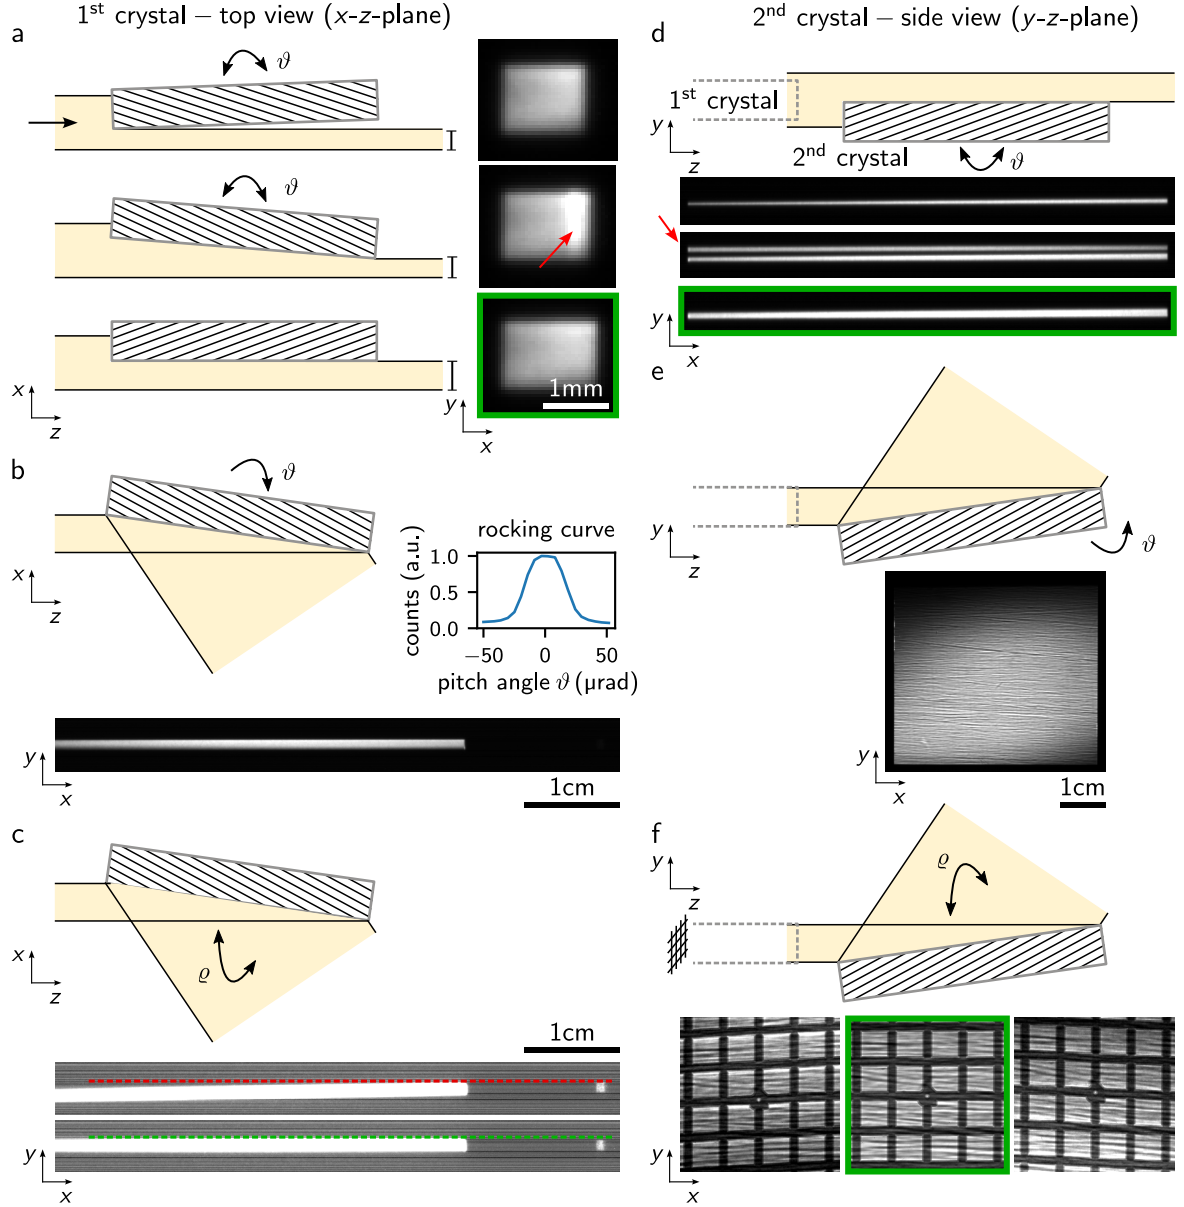 1st crystal – top view (x-z-plane)
a
ϑ
ϑ
x
z
1mm
y
x
b
ϑ
x
z
rocking curve
counts (a.u.)
1.0
0.5
0.0
−50
0
50
pitch angle ϑ (µrad)
y
x
1cm
c
ϱ
x
z
1cm
y
x
2nd crystal – side view (y-z-plane)
d
1st crystal
y
z
2nd crystal
ϑ
y
x
e
y
z
ϑ
y
x
1cm
f
y
z
ϱ
y
x